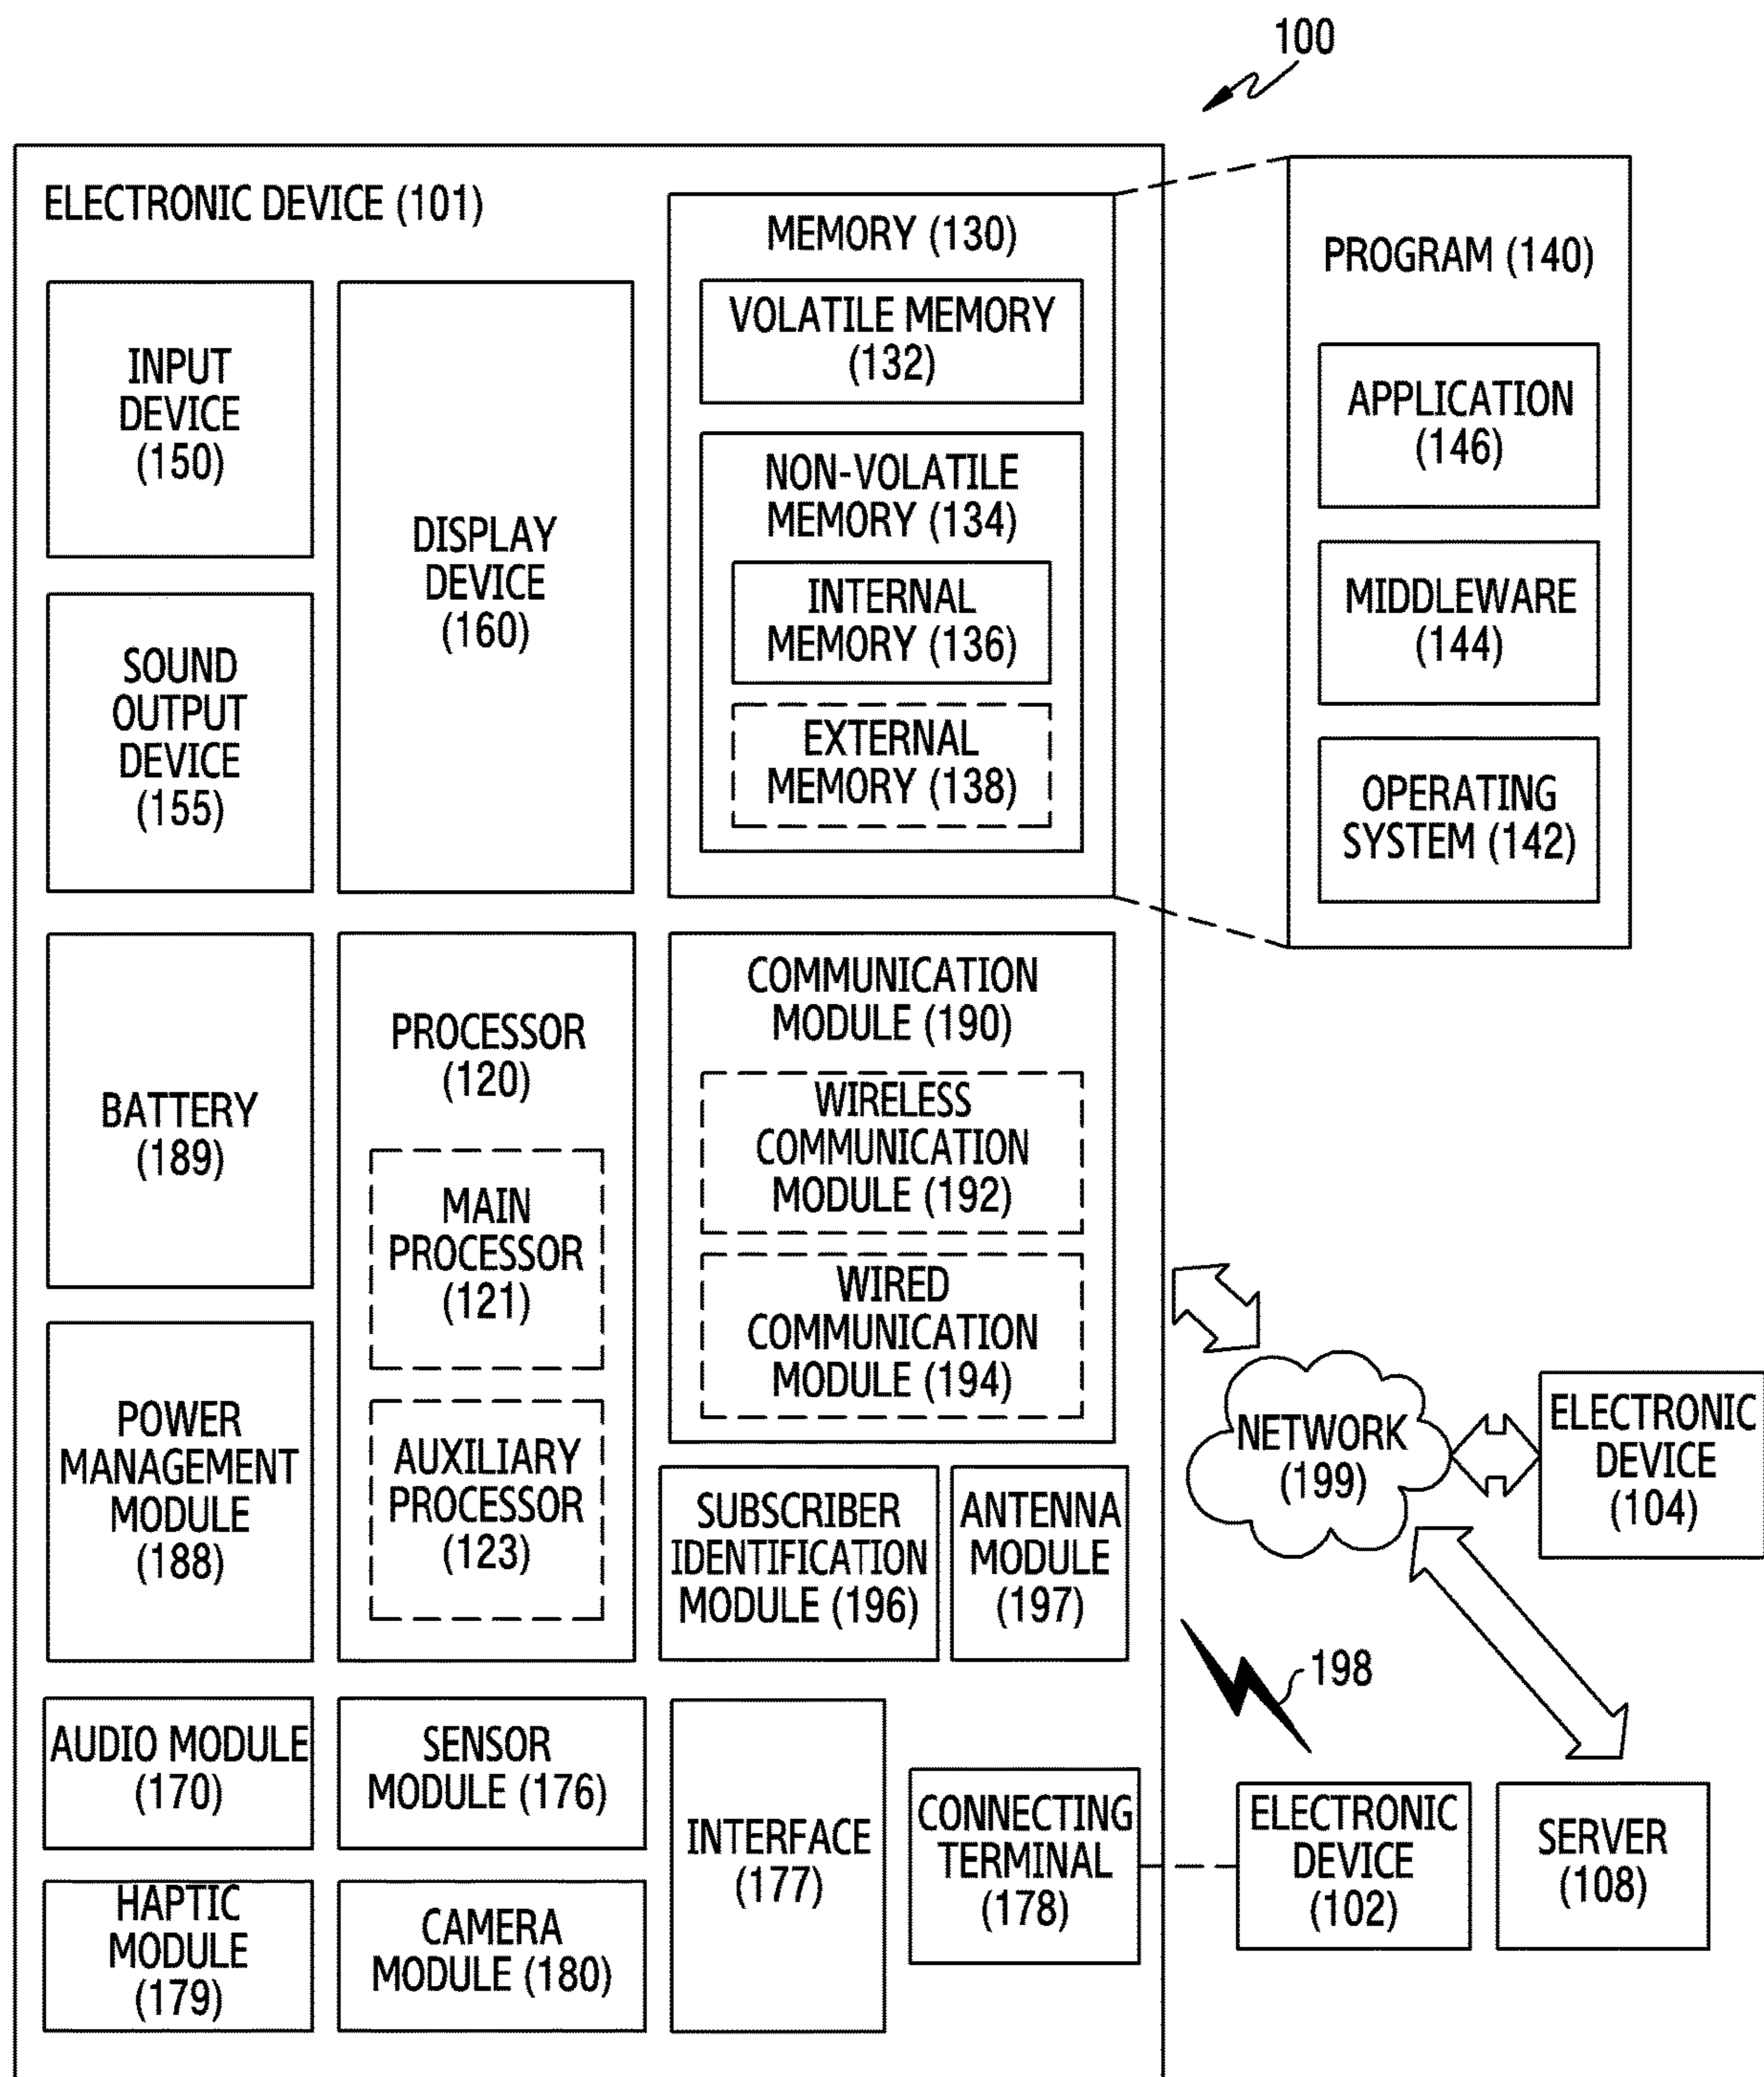 100
ELECTRONIC DEVICE (101)
INPUT
DEVICE
(150)
SOUND
OUTPUT
DEVICE
(155)
DISPLAY
DEVICE
(160)
MEMORY (130)
VOLATILE MEMORY
(132)
NON-VOLATILE
MEMORY (134)
INTERNAL
MEMORY (136)
EXTERNAL
MEMORY (138)
PROGRAM (140)
APPLICATION
(146)
MIDDLEWARE
(144)
OPERATING
SYSTEM (142)
BATTERY
(189)
POWER
MANAGEMENT
MODULE
(188)
PROCESSOR
(120)
MAIN
PROCESSOR
(121)
AUXILIARY
PROCESSOR
(123)
COMMUNICATION
MODULE (190)
WIRELESS
COMMUNICATION
MODULE (192)
WIRED
COMMUNICATION
MODULE (194)
SUBSCRIBER
IDENTIFICATION
MODULE (196)
ANTENNA
MODULE
(197)
NETWORK
(199)
ELECTRONIC
DEVICE
(104)
198
AUDIO MODULE
(170)
SENSOR
MODULE (176)
HAPTIC
MODULE
(179)
CAMERA
MODULE (180)
INTERFACE
(177)
CONNECTING
TERMINAL
(178)
ELECTRONIC
DEVICE
(102)
SERVER
(108)